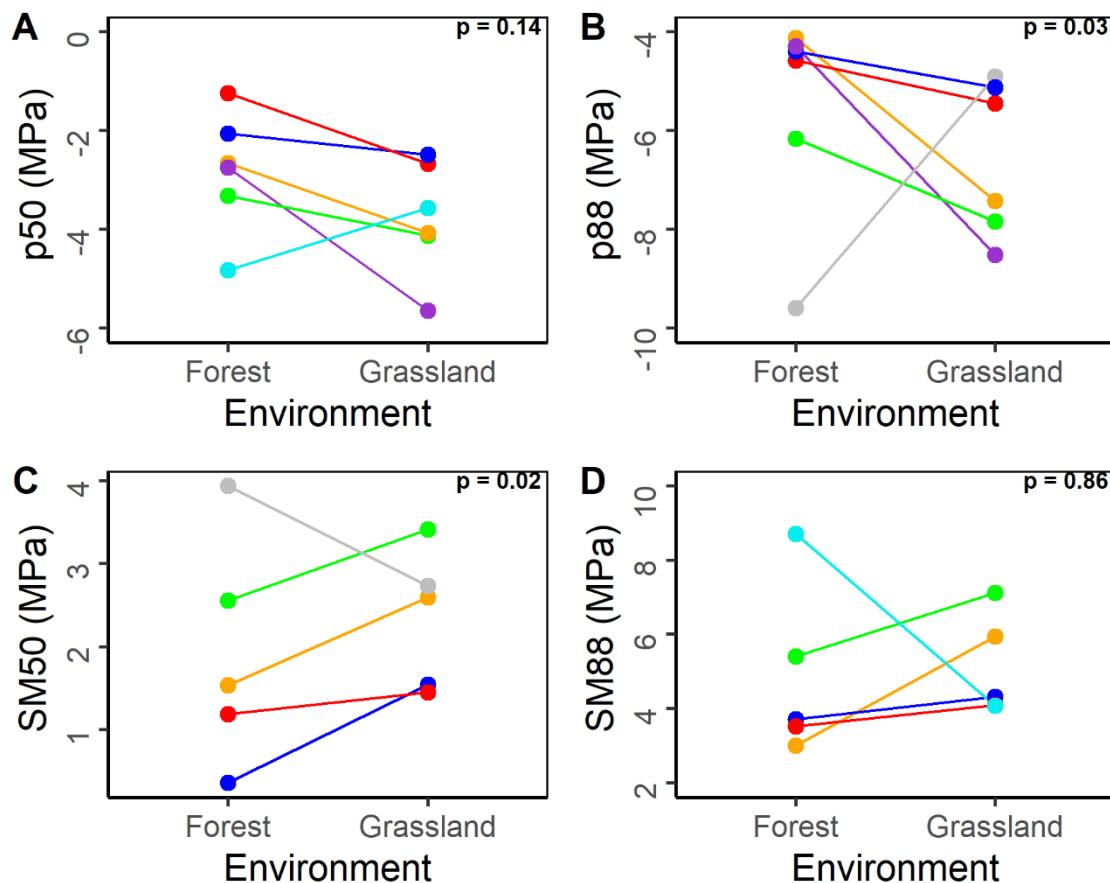 A
p = 0.14
p50 (MPa)
0
-2
-4
-6
Forest
Grassland
Environment
B
p = 0.03
p88 (MPa)
-4
-6
-8
-10
Forest
Grassland
Environment
C
p = 0.02
SM50 (MPa)
4
3
2
1
Forest
Grassland
Environment
D
p = 0.86
SM88 (MPa)
10
8
6
4
2
Forest
Grassland
Environment